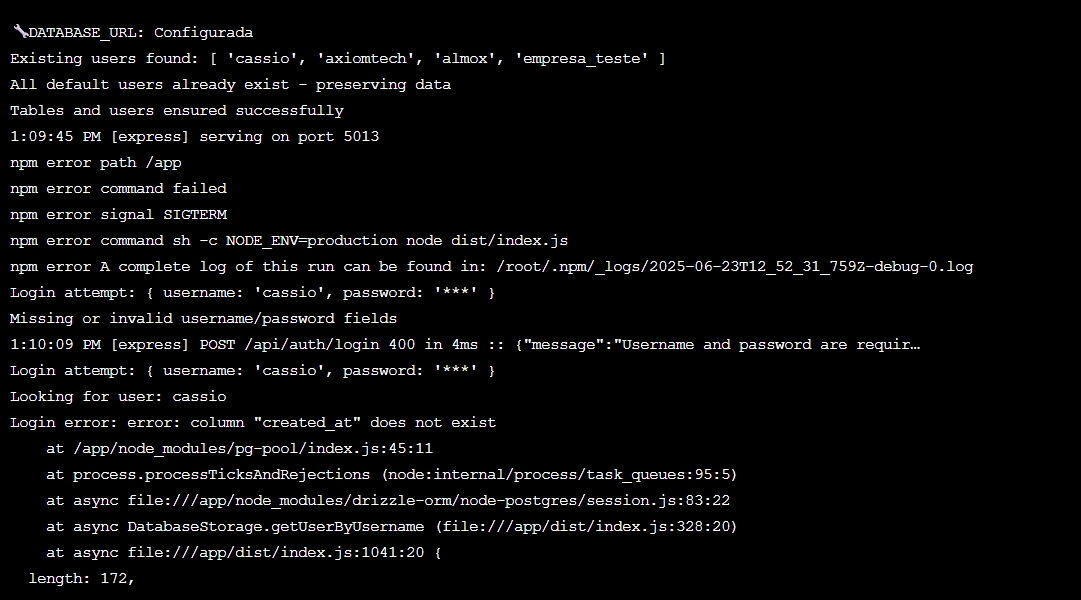 🔧DATABASE_URL: Configurada
Existing users found: [ 'cassio', 'axiomtech', 'almox', 'empresa_teste' ]
All default users already exist - preserving data
Tables and users ensured successfully
1:09:45 PM [express] serving on port 5013
npm error path /app
npm error command failed
npm error signal SIGTERM
npm error command sh -c NODE_ENV=production node dist/index.js
npm error A complete log of this run can be found in: /root/.npm/_logs/2025-06-23T12_52_31_759Z-debug-0.log
Login attempt: { username: 'cassio', password: '***' }
Missing or invalid username/password fields
1:10:09 PM [express] POST /api/auth/login 400 in 4ms :: {"message":"Username and password are requir…
Login attempt: { username: 'cassio', password: '***' }
Looking for user: cassio
Login error: error: column "created_at" does not exist
    at /app/node_modules/pg-pool/index.js:45:11
    at process.processTicksAndRejections (node:internal/process/task_queues:95:5)
    at async file:///app/node_modules/drizzle-orm/node-postgres/session.js:83:22
    at async DatabaseStorage.getUserByUsername (file:///app/dist/index.js:328:20)
    at async file:///app/dist/index.js:1041:20 {
  length: 172,